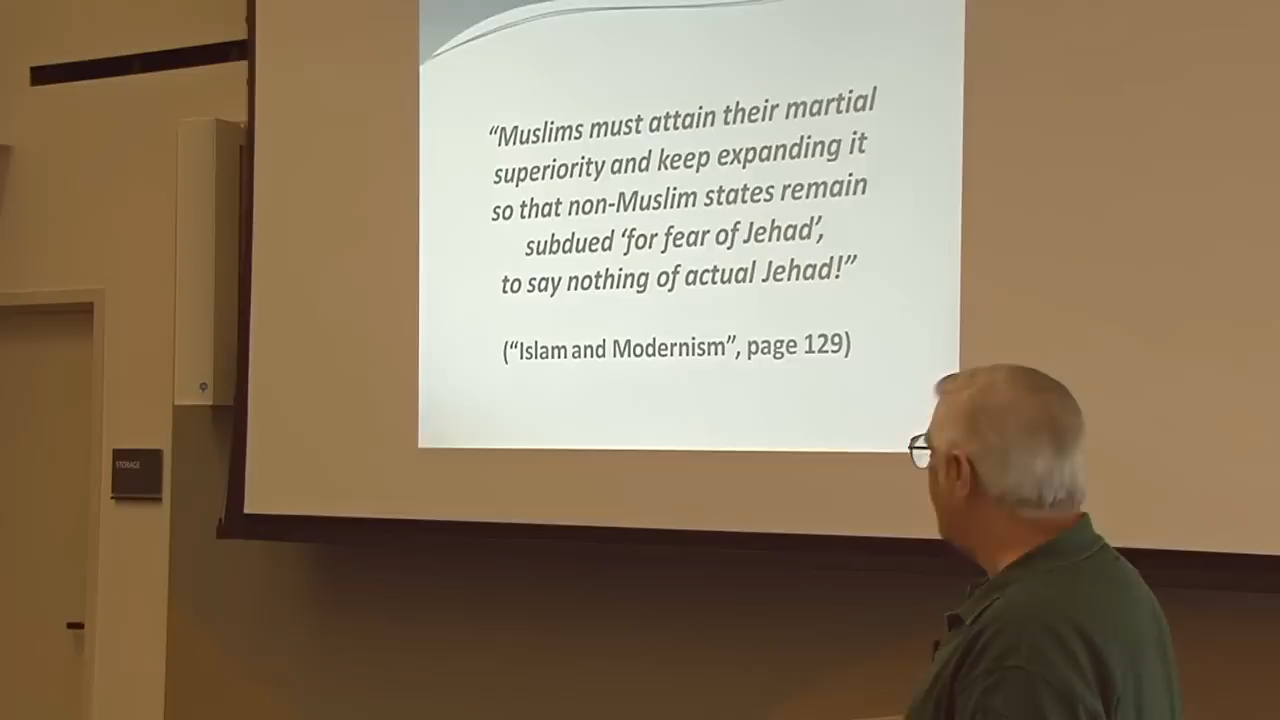 “Muslims must attain their martial
superiority and keep expanding it
so that non-Muslim states remain
subdued ‘for fear of Jehad’,
to say nothing of actual Jehad!”
(“Islam and Modernism”, page 129)
STORAGE